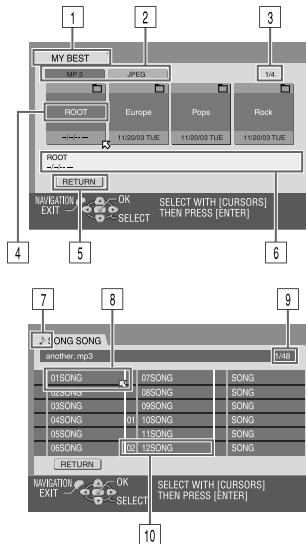 1 2 3
MY BEST
MP3 JPEG 1/4
ROOT Europe Pops Rock
--/--/-- --- 11/20/03 TUE 11/20/03 TUE 11/20/03 TUE
ROOT
--/--/-- ---
RETURN
NAVIGATION OK SELECT WITH [CURSORS]
EXIT SELECT THEN PRESS [ENTER]
4 5 6
7 8 9
♪ SONG SONG
another. mp3 1/48
01SONG 07SONG SONG
02SONG 08SONG SONG
03SONG 09SONG SONG
04SONG 01 10SONG SONG
05SONG 11SONG SONG
06SONG 02 12SONG SONG
RETURN
NAVIGATION OK SELECT WITH [CURSORS]
EXIT SELECT THEN PRESS [ENTER]
10